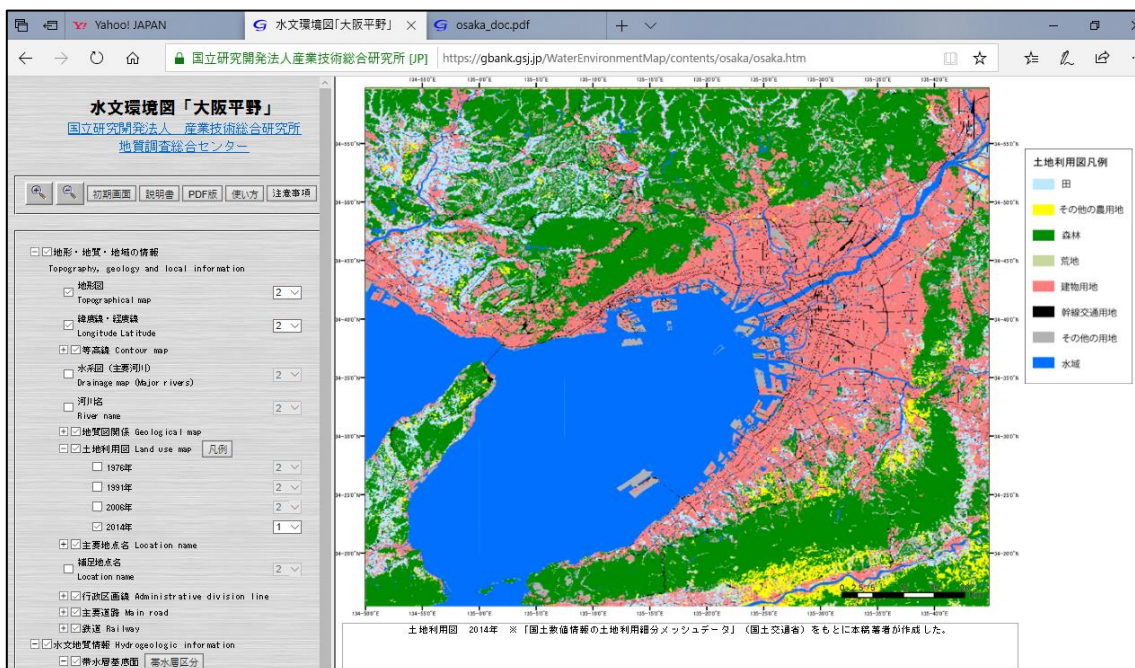 Yahoo! JAPAN
水文環境図「大阪平野」
osaka_doc.pdf
国立研究開発法人産業技術総合研究所 [JP]
https://gbank.gsj.jp/WaterEnvironmentMap/contents/osaka/osaka.htm
水文環境図「大阪平野」
国立研究開発法人 産業技術総合研究所
地質調査総合センター
初期画面 説明書 PDF版 使い方 注意事項
地形・地質・地域の情報
Topography, geology and local information
地形図
Topographical map
2
緯度線・経度線
Longitude Latitude
2
等高線 Contour map
水系図（主要河川）
Drainage map (Major rivers)
2
河川名
River name
2
地質図関係 Geological map
土地利用図 Land use map 凡例
1976年 2
1991年 2
2006年 2
2014年 1
主要地点名 Location name
補足地点名
Location name
2
行政区画線 Administrative division line
主要道路 Main road
鉄道 Railway
水文地質情報 Hydrogeologic information
帯水層基底面 帯水層区分
土地利用図凡例
田
その他の農用地
森林
荒地
建物用地
幹線交通用地
その他の用地
水域
土地利用図 2014年 ※「国土数値情報の土地利用細分メッシュデータ」（国土交通省）をもとに本稿著者が作成した。